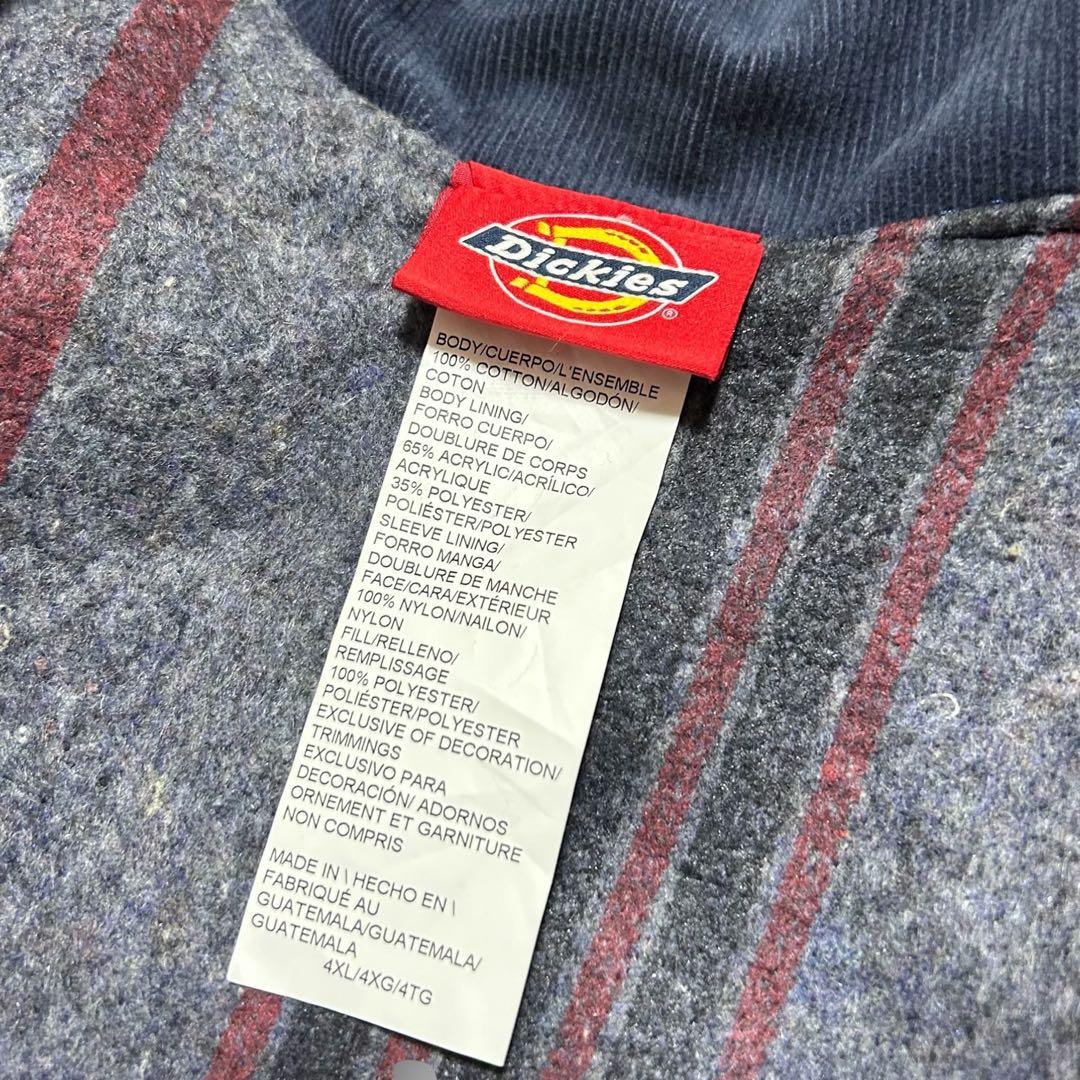 Dickies
®
BODY/CUERPO/L'ENSEMBLE
100% COTTON/ALGODÓN/
COTON
BODY LINING/
FORRO CUERPO/
DOUBLURE DE CORPS
65% ACRYLIC/ACRÍLICO/
ACRYLIQUE
35% POLYESTER/
POLIÉSTER/POLYESTER
SLEEVE LINING/
FORRO MANGA/
DOUBLURE DE MANCHE
FACE/CARA/EXTÉRIEUR
100% NYLON/NAILON/
NYLON
FILL/RELLENO/
REMPLISSAGE
100% POLYESTER/
POLIÉSTER/POLYESTER
EXCLUSIVE OF DECORATION/
TRIMMINGS
EXCLUSIVO PARA
DECORACIÓN/ ADORNOS
ORNEMENT ET GARNITURE
NON COMPRIS
MADE IN \ HECHO EN \
FABRIQUÉ AU
GUATEMALA/GUATEMALA/
GUATEMALA
4XL/4XG/4TG